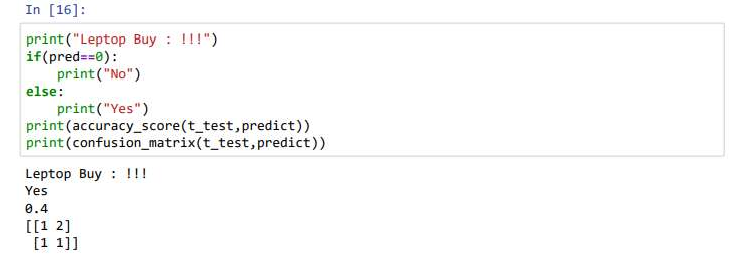 In [16]:
print("Leptop Buy : !!!")
if(pred==0):
    print("No")
else:
    print("Yes")
print(accuracy_score(t_test,predict))
print(confusion_matrix(t_test,predict))
Leptop Buy : !!!
Yes
0.4
[[1 2]
 [1 1]]